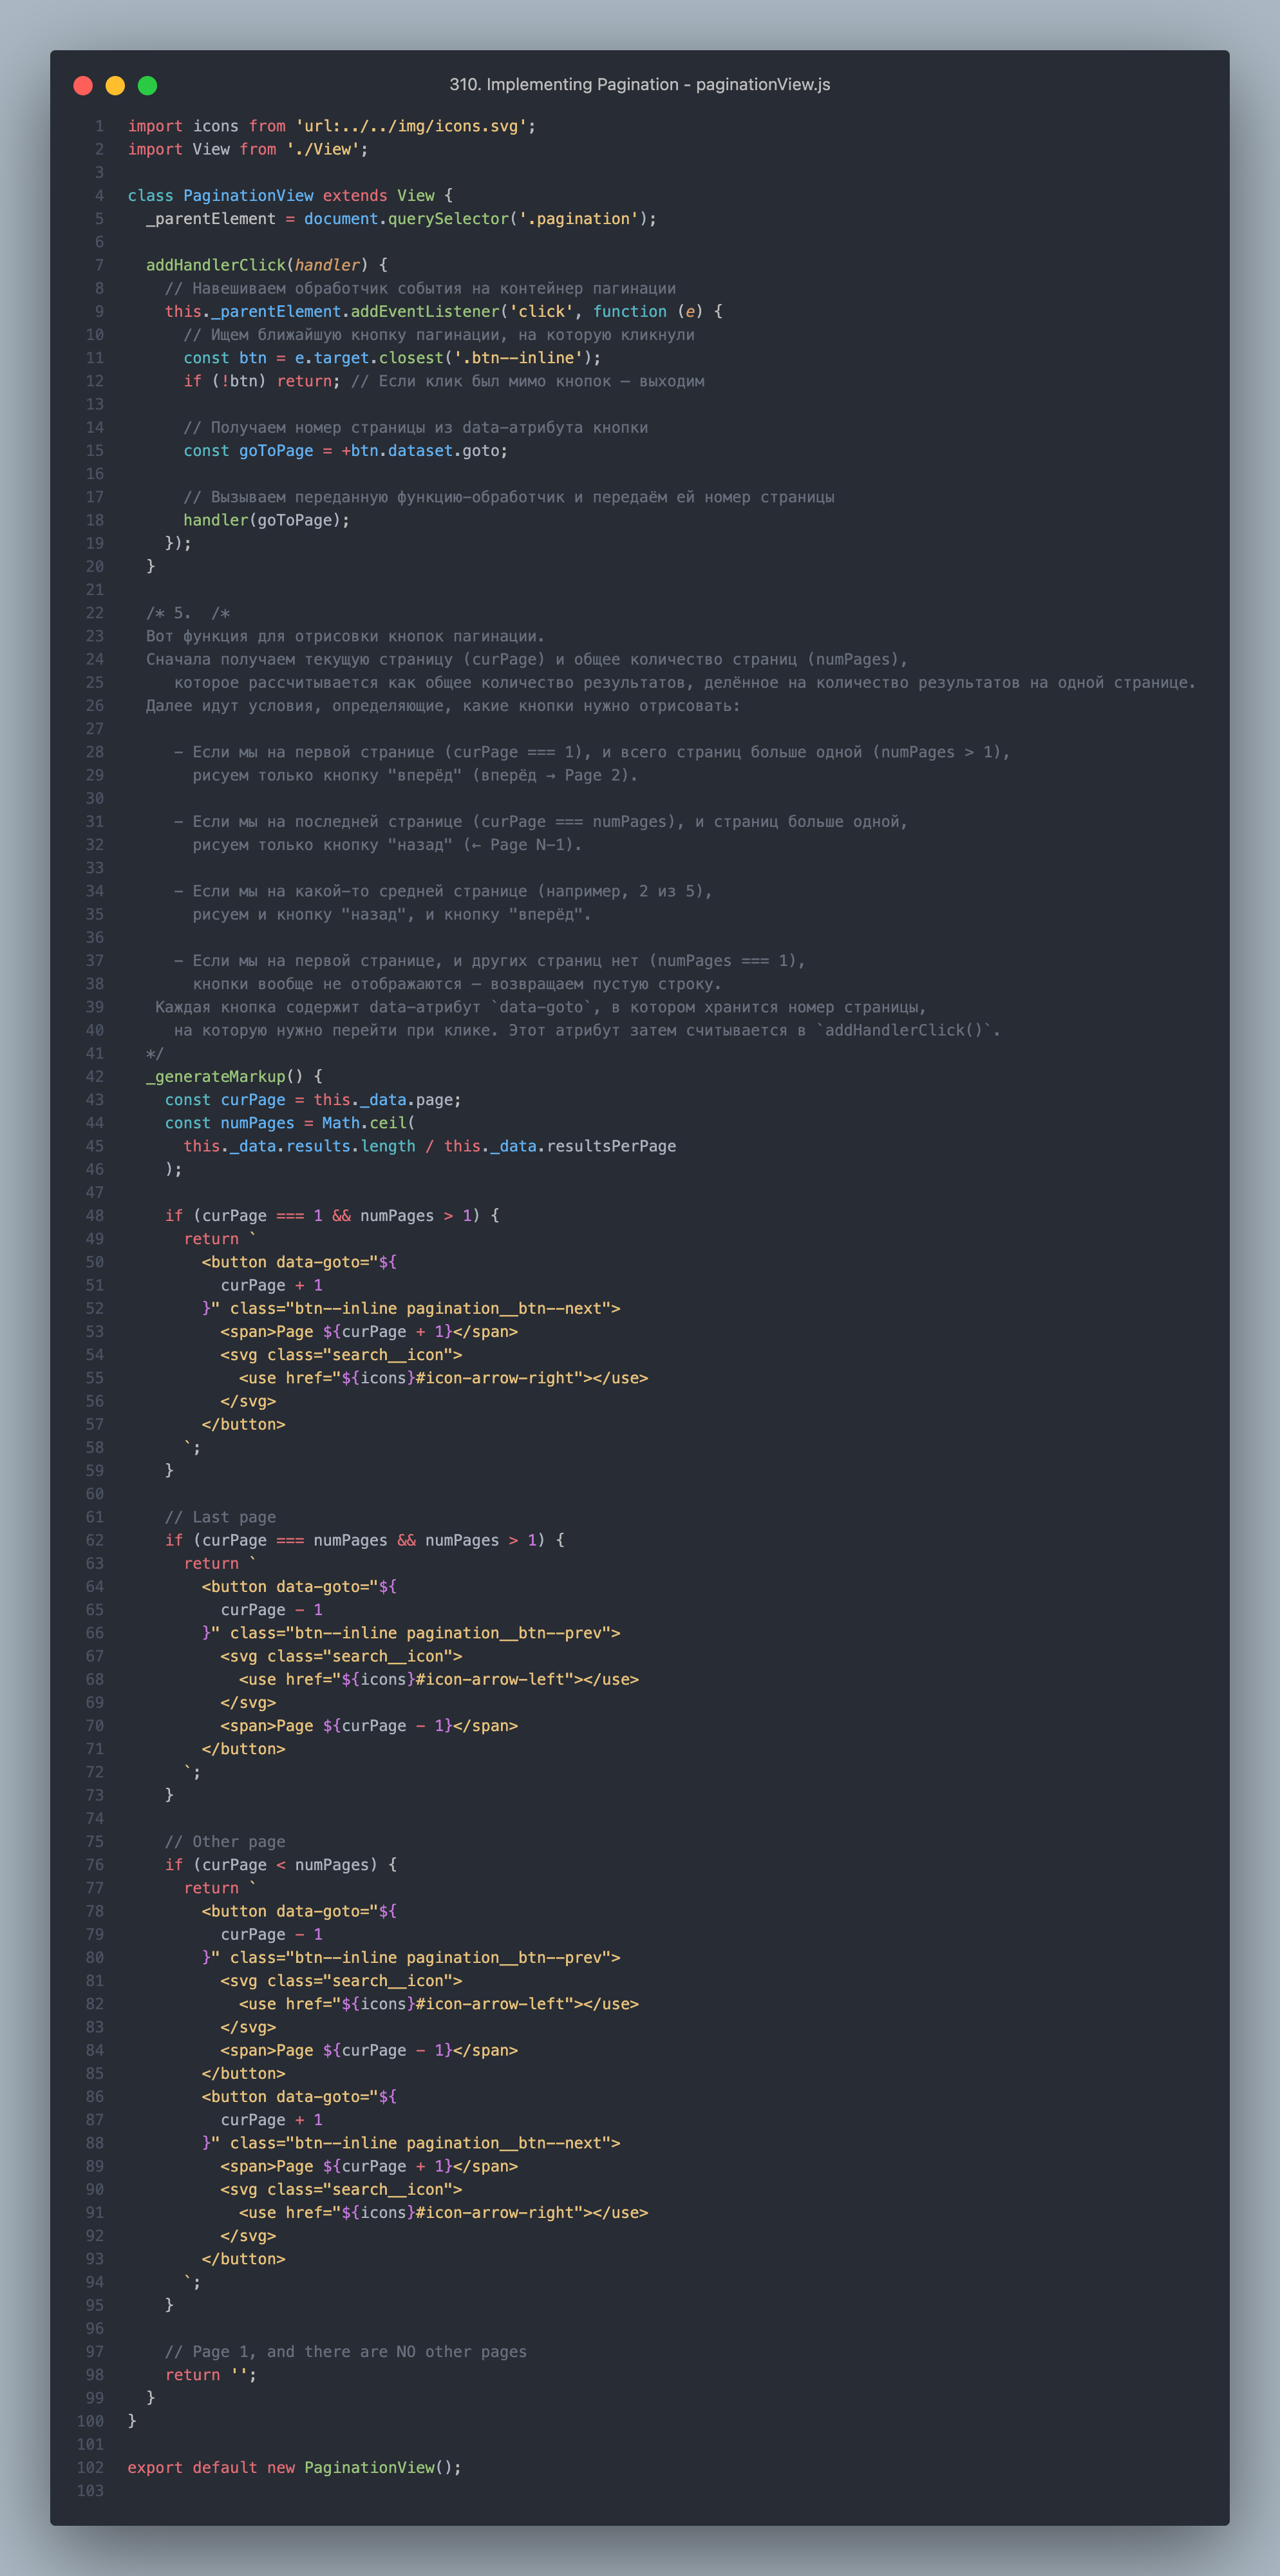 310. Implementing Pagination - paginationView.js
1 import icons from 'url:../../img/icons.svg';
2 import View from './View';
3
4 class PaginationView extends View {
5   _parentElement = document.querySelector('.pagination');
6
7   addHandlerClick(handler) {
8     // Навешиваем обработчик события на контейнер пагинации
9     this._parentElement.addEventListener('click', function (e) {
10       // Ищем ближайшую кнопку пагинации, на которую кликнули
11       const btn = e.target.closest('.btn--inline');
12       if (!btn) return; // Если клик был мимо кнопок — выходим
13
14       // Получаем номер страницы из data-атрибута кнопки
15       const goToPage = +btn.dataset.goto;
16
17       // Вызываем переданную функцию-обработчик и передаём ей номер страницы
18       handler(goToPage);
19     });
20   }
21
22   /* 5.  /*
23   Вот функция для отрисовки кнопок пагинации.
24   Сначала получаем текущую страницу (curPage) и общее количество страниц (numPages),
25      которое рассчитывается как общее количество результатов, делённое на количество результатов на одной странице.
26   Далее идут условия, определяющие, какие кнопки нужно отрисовать:
27
28      - Если мы на первой странице (curPage === 1), и всего страниц больше одной (numPages > 1),
29        рисуем только кнопку "вперёд" (вперёд → Page 2).
30
31      - Если мы на последней странице (curPage === numPages), и страниц больше одной,
32        рисуем только кнопку "назад" (← Page N-1).
33
34      - Если мы на какой-то средней странице (например, 2 из 5),
35        рисуем и кнопку "назад", и кнопку "вперёд".
36
37      - Если мы на первой странице, и других страниц нет (numPages === 1),
38        кнопки вообще не отображаются — возвращаем пустую строку.
39    Каждая кнопка содержит data-атрибут `data-goto`, в котором хранится номер страницы,
40      на которую нужно перейти при клике. Этот атрибут затем считывается в `addHandlerClick()`.
41   */
42   _generateMarkup() {
43     const curPage = this._data.page;
44     const numPages = Math.ceil(
45       this._data.results.length / this._data.resultsPerPage
46     );
47
48     if (curPage === 1 && numPages > 1) {
49       return `
50         <button data-goto="${
51           curPage + 1
52         }" class="btn--inline pagination__btn--next">
53           <span>Page ${curPage + 1}</span>
54           <svg class="search__icon">
55             <use href="${icons}#icon-arrow-right"></use>
56           </svg>
57         </button>
58       `;
59     }
60
61     // Last page
62     if (curPage === numPages && numPages > 1) {
63       return `
64         <button data-goto="${
65           curPage - 1
66         }" class="btn--inline pagination__btn--prev">
67           <svg class="search__icon">
68             <use href="${icons}#icon-arrow-left"></use>
69           </svg>
70           <span>Page ${curPage - 1}</span>
71         </button>
72       `;
73     }
74
75     // Other page
76     if (curPage < numPages) {
77       return `
78         <button data-goto="${
79           curPage - 1
80         }" class="btn--inline pagination__btn--prev">
81           <svg class="search__icon">
82             <use href="${icons}#icon-arrow-left"></use>
83           </svg>
84           <span>Page ${curPage - 1}</span>
85         </button>
86         <button data-goto="${
87           curPage + 1
88         }" class="btn--inline pagination__btn--next">
89           <span>Page ${curPage + 1}</span>
90           <svg class="search__icon">
91             <use href="${icons}#icon-arrow-right"></use>
92           </svg>
93         </button>
94       `;
95     }
96
97     // Page 1, and there are NO other pages
98     return '';
99   }
100 }
101
102 export default new PaginationView();
103